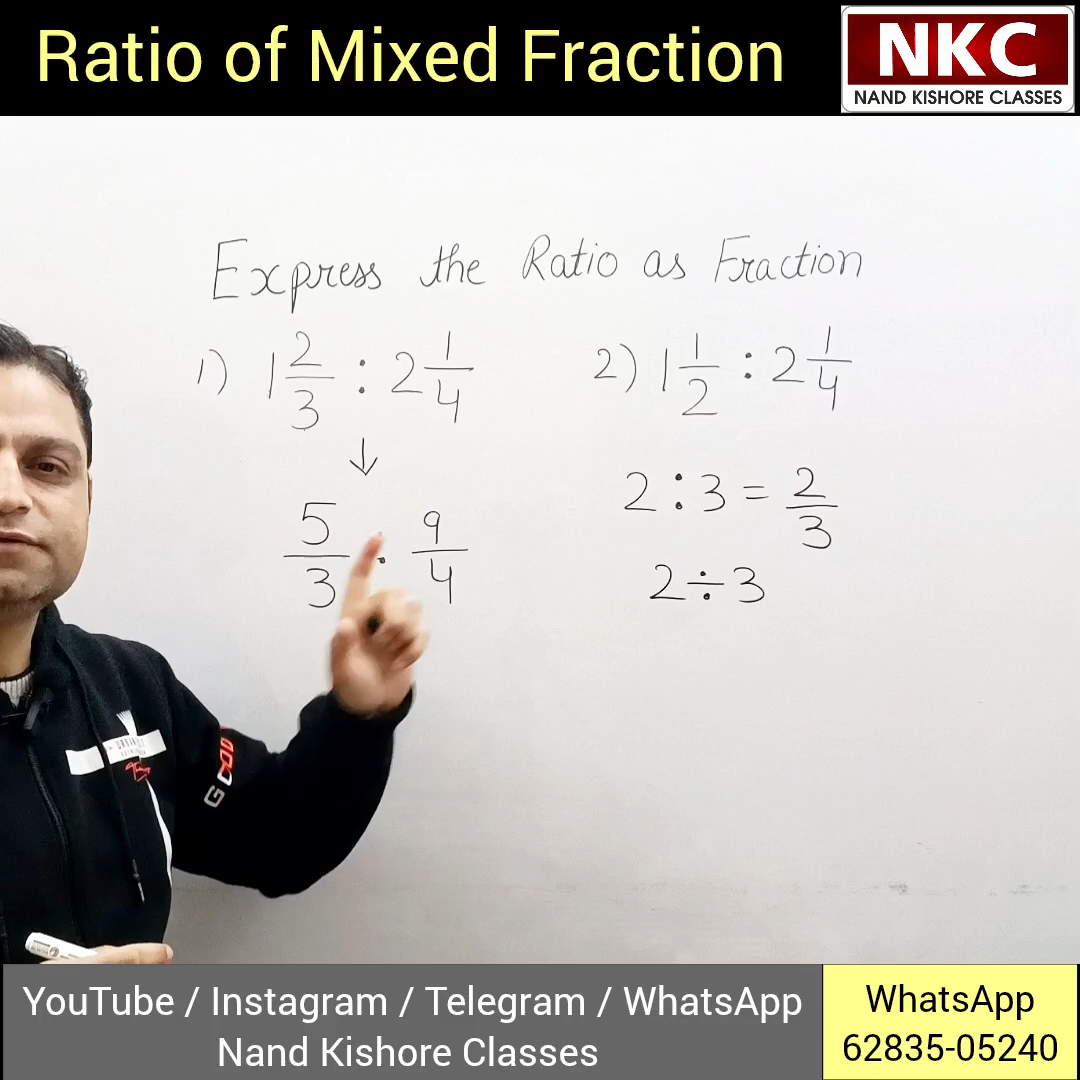 Ratio of Mixed Fraction
NKC
NAND KISHORE CLASSES
Express the Ratio as Fraction
1) 1 2/3 : 2 1/4
↓
5/3 : 9/4
2) 1 1/2 : 2 1/4
2 : 3 = 2/3
2 ÷ 3
G COD
YouTube / Instagram / Telegram / WhatsApp
Nand Kishore Classes
WhatsApp
62835-05240